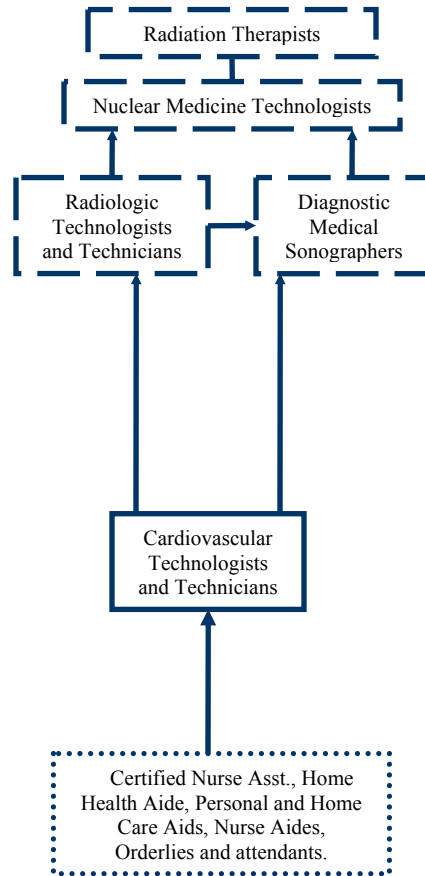 Radiation Therapists
Nuclear Medicine Technologists
Radiologic
Technologists
and Technicians
Diagnostic
Medical
Sonographers
Cardiovascular
Technologists
and Technicians
Certified Nurse Asst., Home
Health Aide, Personal and Home
Care Aids, Nurse Aides,
Orderlies and attendants.